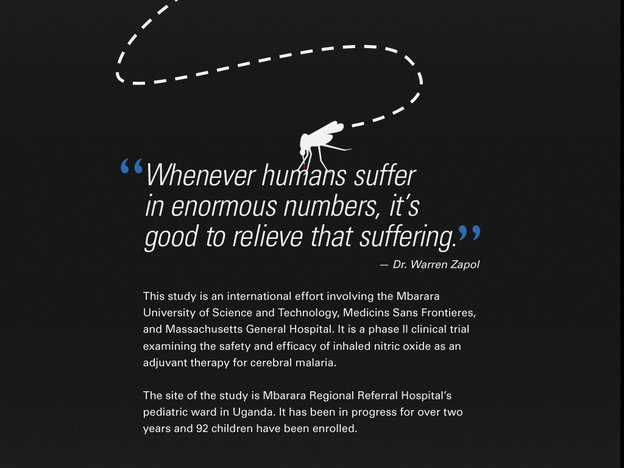 “Whenever humans suffer
in enormous numbers, it’s
good to relieve that suffering.”
— Dr. Warren Zapol
This study is an international effort involving the Mbarara
University of Science and Technology, Medicins Sans Frontieres,
and Massachusetts General Hospital. It is a phase II clinical trial
examining the safety and efficacy of inhaled nitric oxide as an
adjuvant therapy for cerebral malaria.
The site of the study is Mbarara Regional Referral Hospital’s
pediatric ward in Uganda. It has been in progress for over two
years and 92 children have been enrolled.